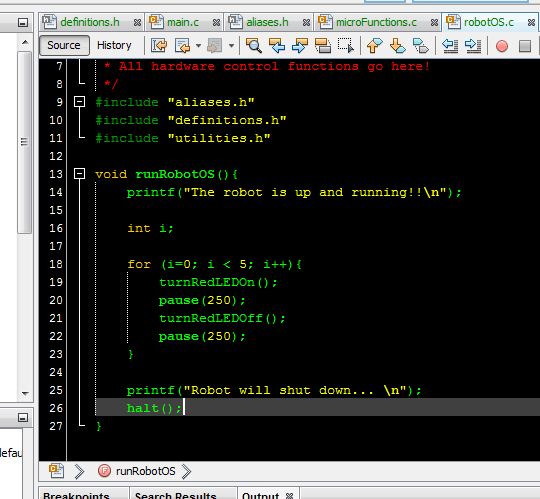 definitions.h main.c aliases.h microFunctions.c robotOS.c
Source History
7 * All hardware control functions go here!
8 */
9 #include "aliases.h"
10 #include "definitions.h"
11 #include "utilities.h"
12
13 void runRobotOS(){
14 printf("The robot is up and running!!\n");
15
16 int i;
17
18 for (i=0; i < 5; i++){
19 turnRedLEDOn();
20 pause(250);
21 turnRedLEDOff();
22 pause(250);
23 }
24
25 printf("Robot will shut down... \n");
26 halt();
27 }
defau
runRobotOS
Breakpoints Search Results Output